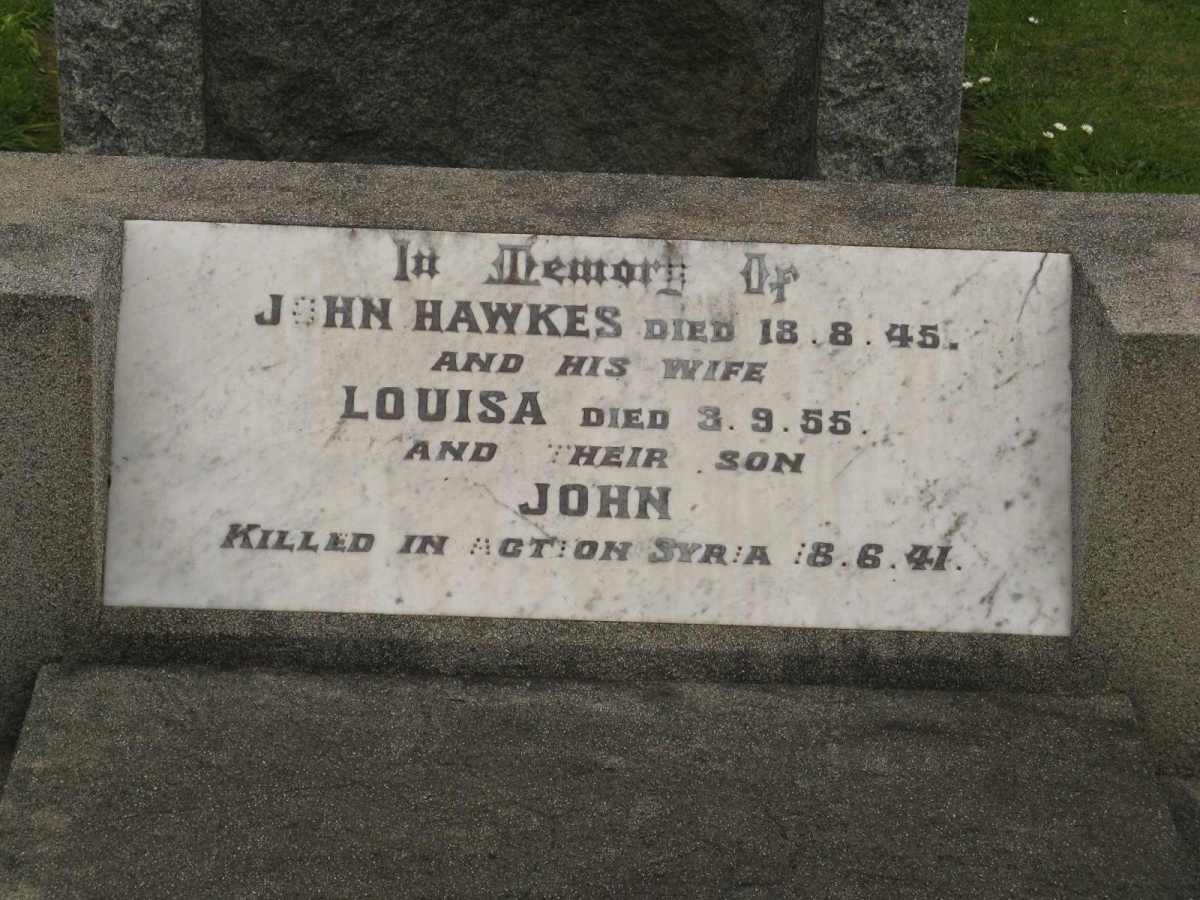 In Memory Of
JOHN HAWKES DIED 18.8.45.
AND HIS WIFE
LOUISA DIED 3.9.55.
AND THEIR SON
JOHN
KILLED IN ACTION SYRIA 18.6.41.